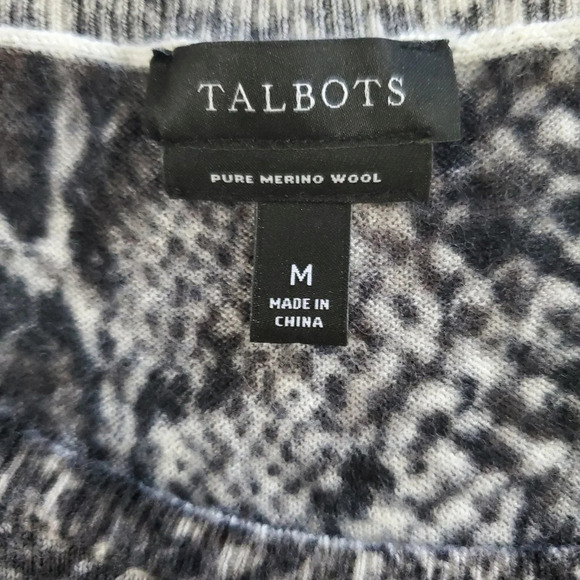 TALBOTS
PURE MERINO WOOL
M
MADE IN
CHINA